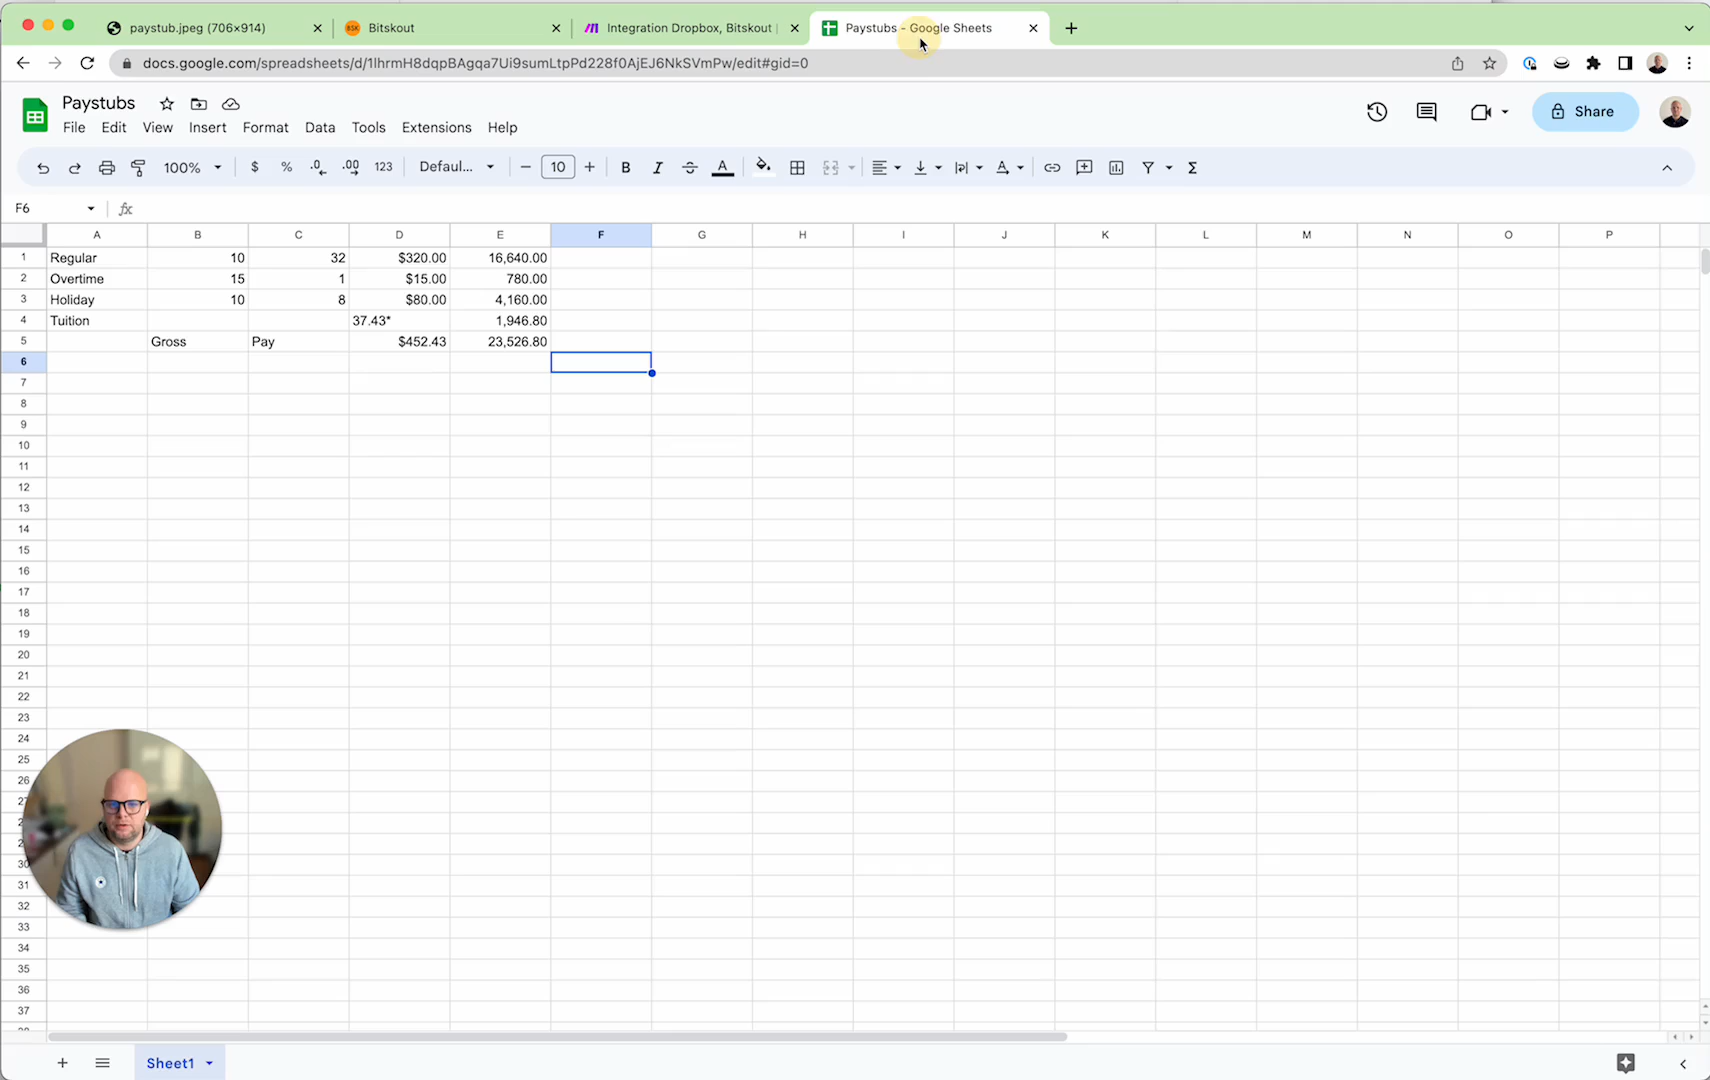 paystub.jpeg (706×914)
Bitskout
Integration Dropbox, Bitskout
Paystubs - Google Sheets
docs.google.com/spreadsheets/d/1lhrmH8dqpBAgqa7Ui9sumLtpPd228f0AjEJ6NkSVmPw/edit#gid=0
Paystubs
File Edit View Insert Format Data Tools Extensions Help
Share
100% $ % .0 .00 123 Defaul... 10 B I A Σ
F6 fx
A B C D E F G H I J K L M N O P
1 Regular 10 32 $320.00 16,640.00
2 Overtime 15 1 $15.00 780.00
3 Holiday 10 8 $80.00 4,160.00
4 Tuition 37.43* 1,946.80
5 Gross Pay $452.43 23,526.80
6
7
8
9
10
11
12
13
14
15
16
17
18
19
20
21
22
23
24
25
26
30
31
32
33
34
35
36
37
Sheet1